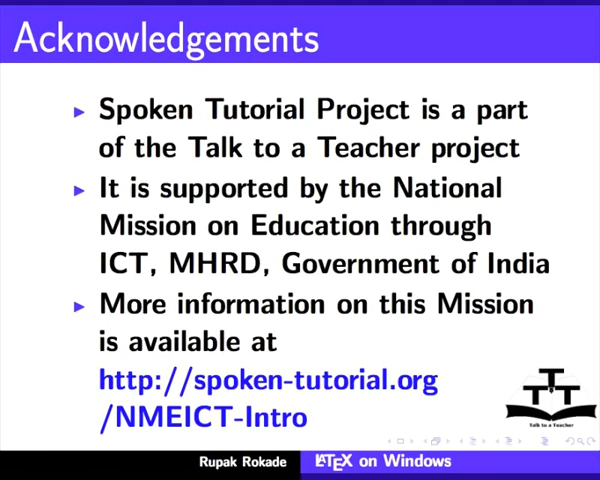 Acknowledgements
Spoken Tutorial Project is a part
of the Talk to a Teacher project
It is supported by the National
Mission on Education through
ICT, MHRD, Government of India
More information on this Mission
is available at
http://spoken-tutorial.org
/NMEICT-Intro
TTT
Talk to a Teacher
Rupak Rokade LATEX on Windows